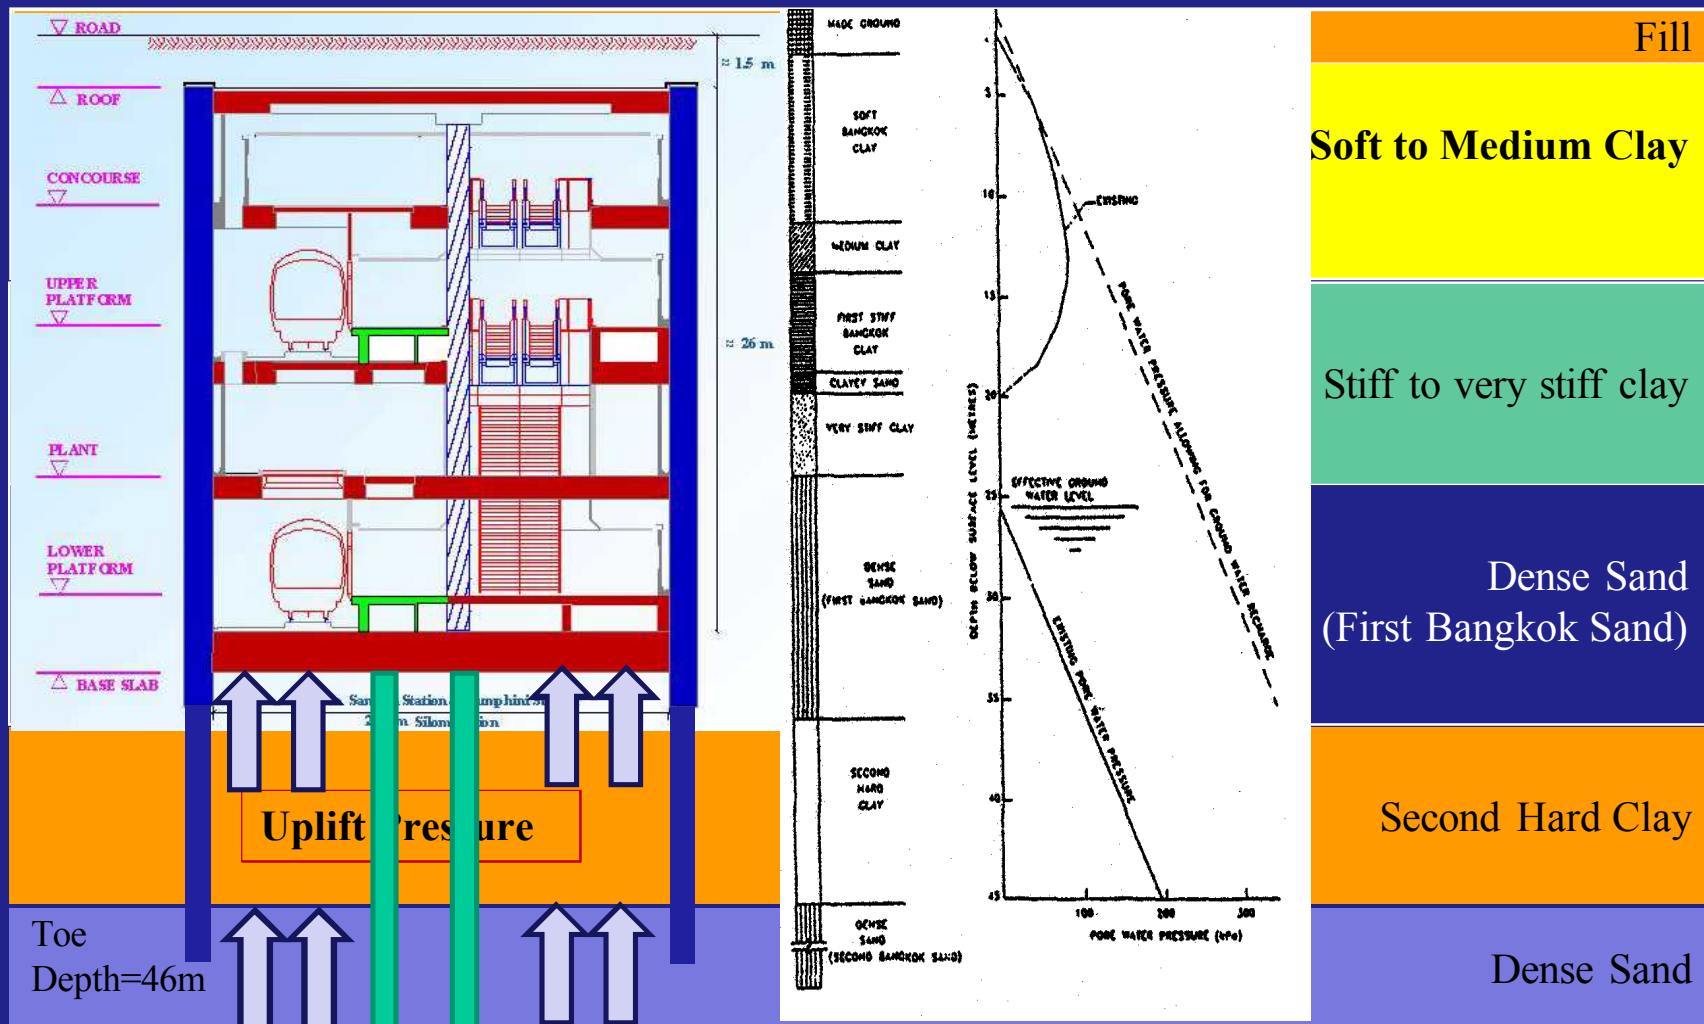 ROAD
≈ 1.5 m
ROOF
CONCOURSE
UPPER
PLATFORM
≈ 26 m
PLANT
LOWER
PLATFORM
BASE SLAB
Station
Silom
Uplift Pressure
Toe
Depth=46m
MADE GROUND
SOFT
BANGKOK
CLAY
MEDIUM CLAY
FIRST STIFF
BANGKOK
CLAY
CLAYEY SAND
VERY STIFF CLAY
DENSE
SAND
(FIRST BANGKOK SAND)
SECOND
HARD
CLAY
DENSE
SAND
(SECOND BANGKOK SAND)
DEPTH BELOW SURFACE LEVEL (METRES)
5
10
15
20
25
30
35
40
45
EXISTING
PORE WATER PRESSURE ALLOWING FOR GROUND WATER RECHARGE
EFFECTIVE GROUND
WATER LEVEL
EXISTING PORE WATER PRESSURE
100
200
300
PORE WATER PRESSURE (kPa)
Fill
Soft to Medium Clay
Stiff to very stiff clay
Dense Sand
(First Bangkok Sand)
Second Hard Clay
Dense Sand